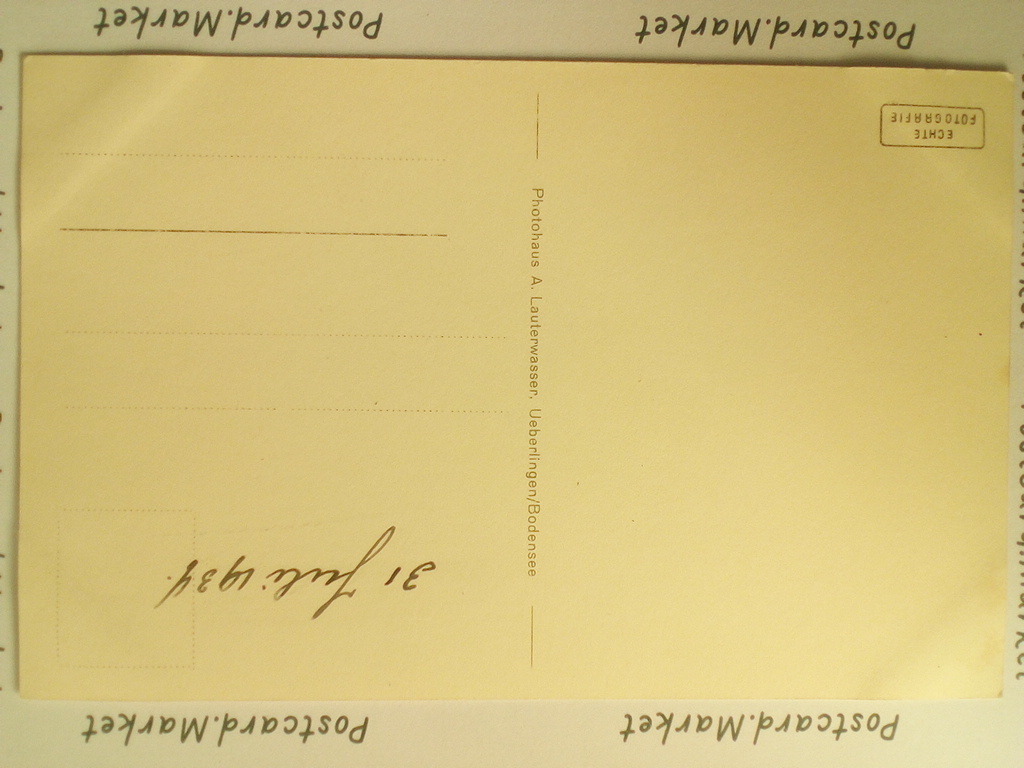 Postcard.Market
Postcard.Market
31 Juli 1934.
Photohaus A. Lauterwasser, Ueberlingen/Bodensee
ECHTE
FOTOGRAFIE
Postcard.Market
Postcard.Market